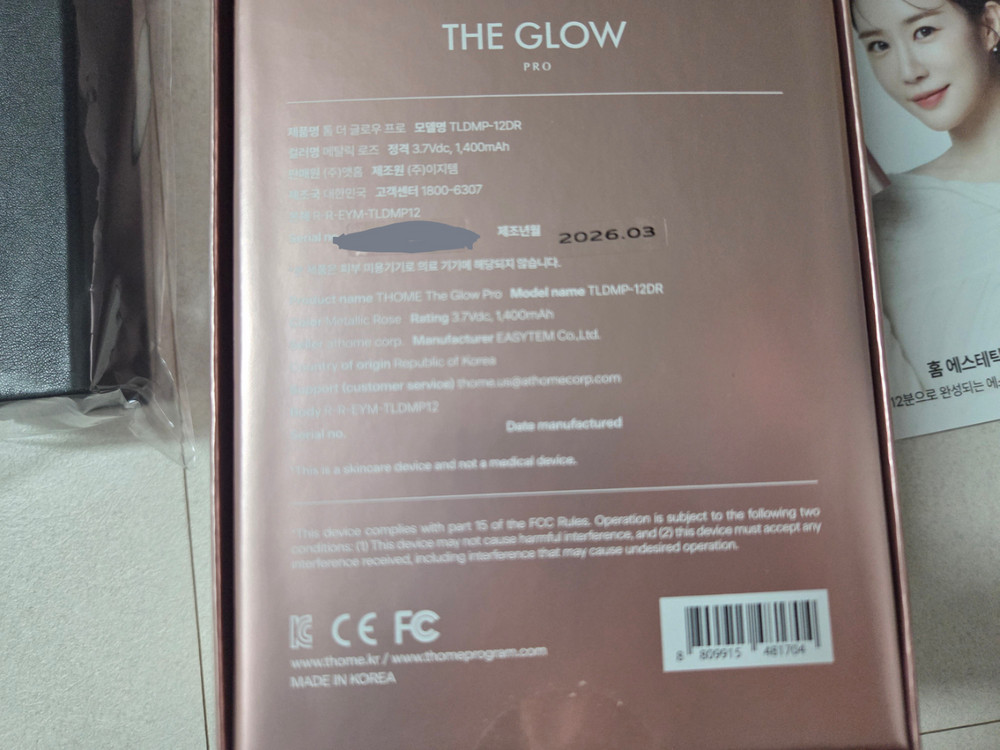 THE GLOW
PRO
제품명 톰 더 글로우 프로 모델명 TLDMP-12DR
컬러명 메탈릭 로즈 정격 3.7Vdc, 1,400mAh
판매원 (주)앳홈 제조원 (주)이지템
제조국 대한민국 고객센터 1800-6307
R-R-EYM-TLDMP12
Serial no. 제조년월 2026.03
제품은 피부 미용기기로 의료 기기에 해당되지 않습니다.
Product name THOME The Glow Pro Model name TLDMP-12DR
Metallic Rose Rating 3.7Vdc, 1,400mAh
athome corp. Manufacturer EASYTEM Co.,Ltd.
Country of origin Republic of Korea
Support (customer service) thome.us@athomecorp.com
Body R-R-EYM-TLDMP12
Serial no. Date manufactured
*This is a skincare device and not a medical device.
This device complies with part 15 of the FCC Rules. Operation is subject to the following two
conditions: (1) This device may not cause harmful interference, and (2) this device must accept any
interference received, including interference that may cause undesired operation.
KC CE FC
www.thome.kr / www.thomeprogram.com
MADE IN KOREA
8 809915 481704
홈 에스테틱
12분으로 완성되는